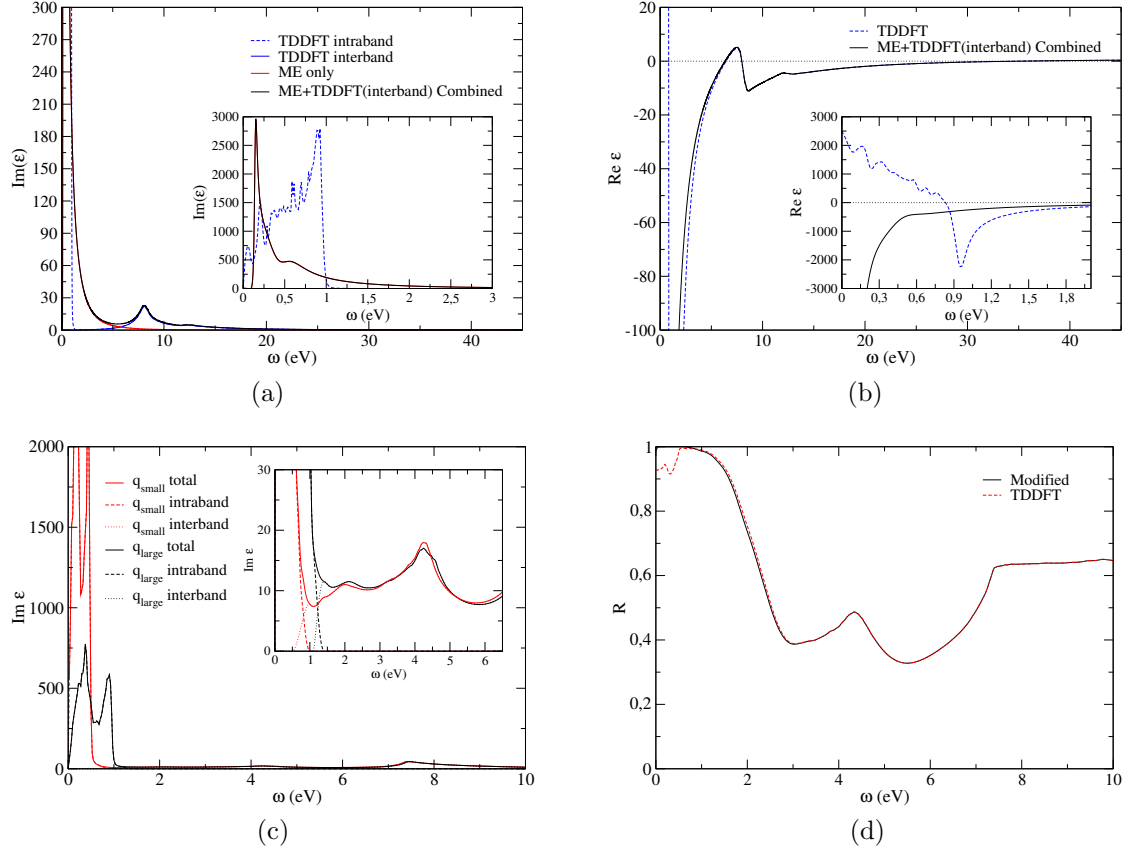 300
270
240
210
180
150
120
90
60
30
0
Im(ε)
0
10
20
30
40
ω (eV)
TDDFT intraband
TDDFT interband
ME only
ME+TDDFT(interband) Combined
3000
2500
2000
1500
1000
500
0
Im(ε)
0
0,5
1
1,5
2
2,5
3
ω (eV)
(a)
20
0
-20
-40
-60
-80
-100
Re ε
0
10
20
30
40
ω (eV)
TDDFT
ME+TDDFT(interband) Combined
3000
2000
1000
0
-1000
-2000
-3000
Re ε
0
0,3
0,6
0,9
1,2
1,5
1,8
ω (eV)
(b)
2000
1750
1500
1250
1000
750
500
250
0
Im ε
0
2
4
6
8
10
ω (eV)
q_small total
q_small intraband
q_small interband
q_large total
q_large intraband
q_large interband
30
20
10
0
Im ε
0
1
2
3
4
5
6
ω (eV)
(c)
1
0,8
0,6
0,4
0,2
0
R
0
2
4
6
8
10
ω (eV)
Modified
TDDFT
(d)